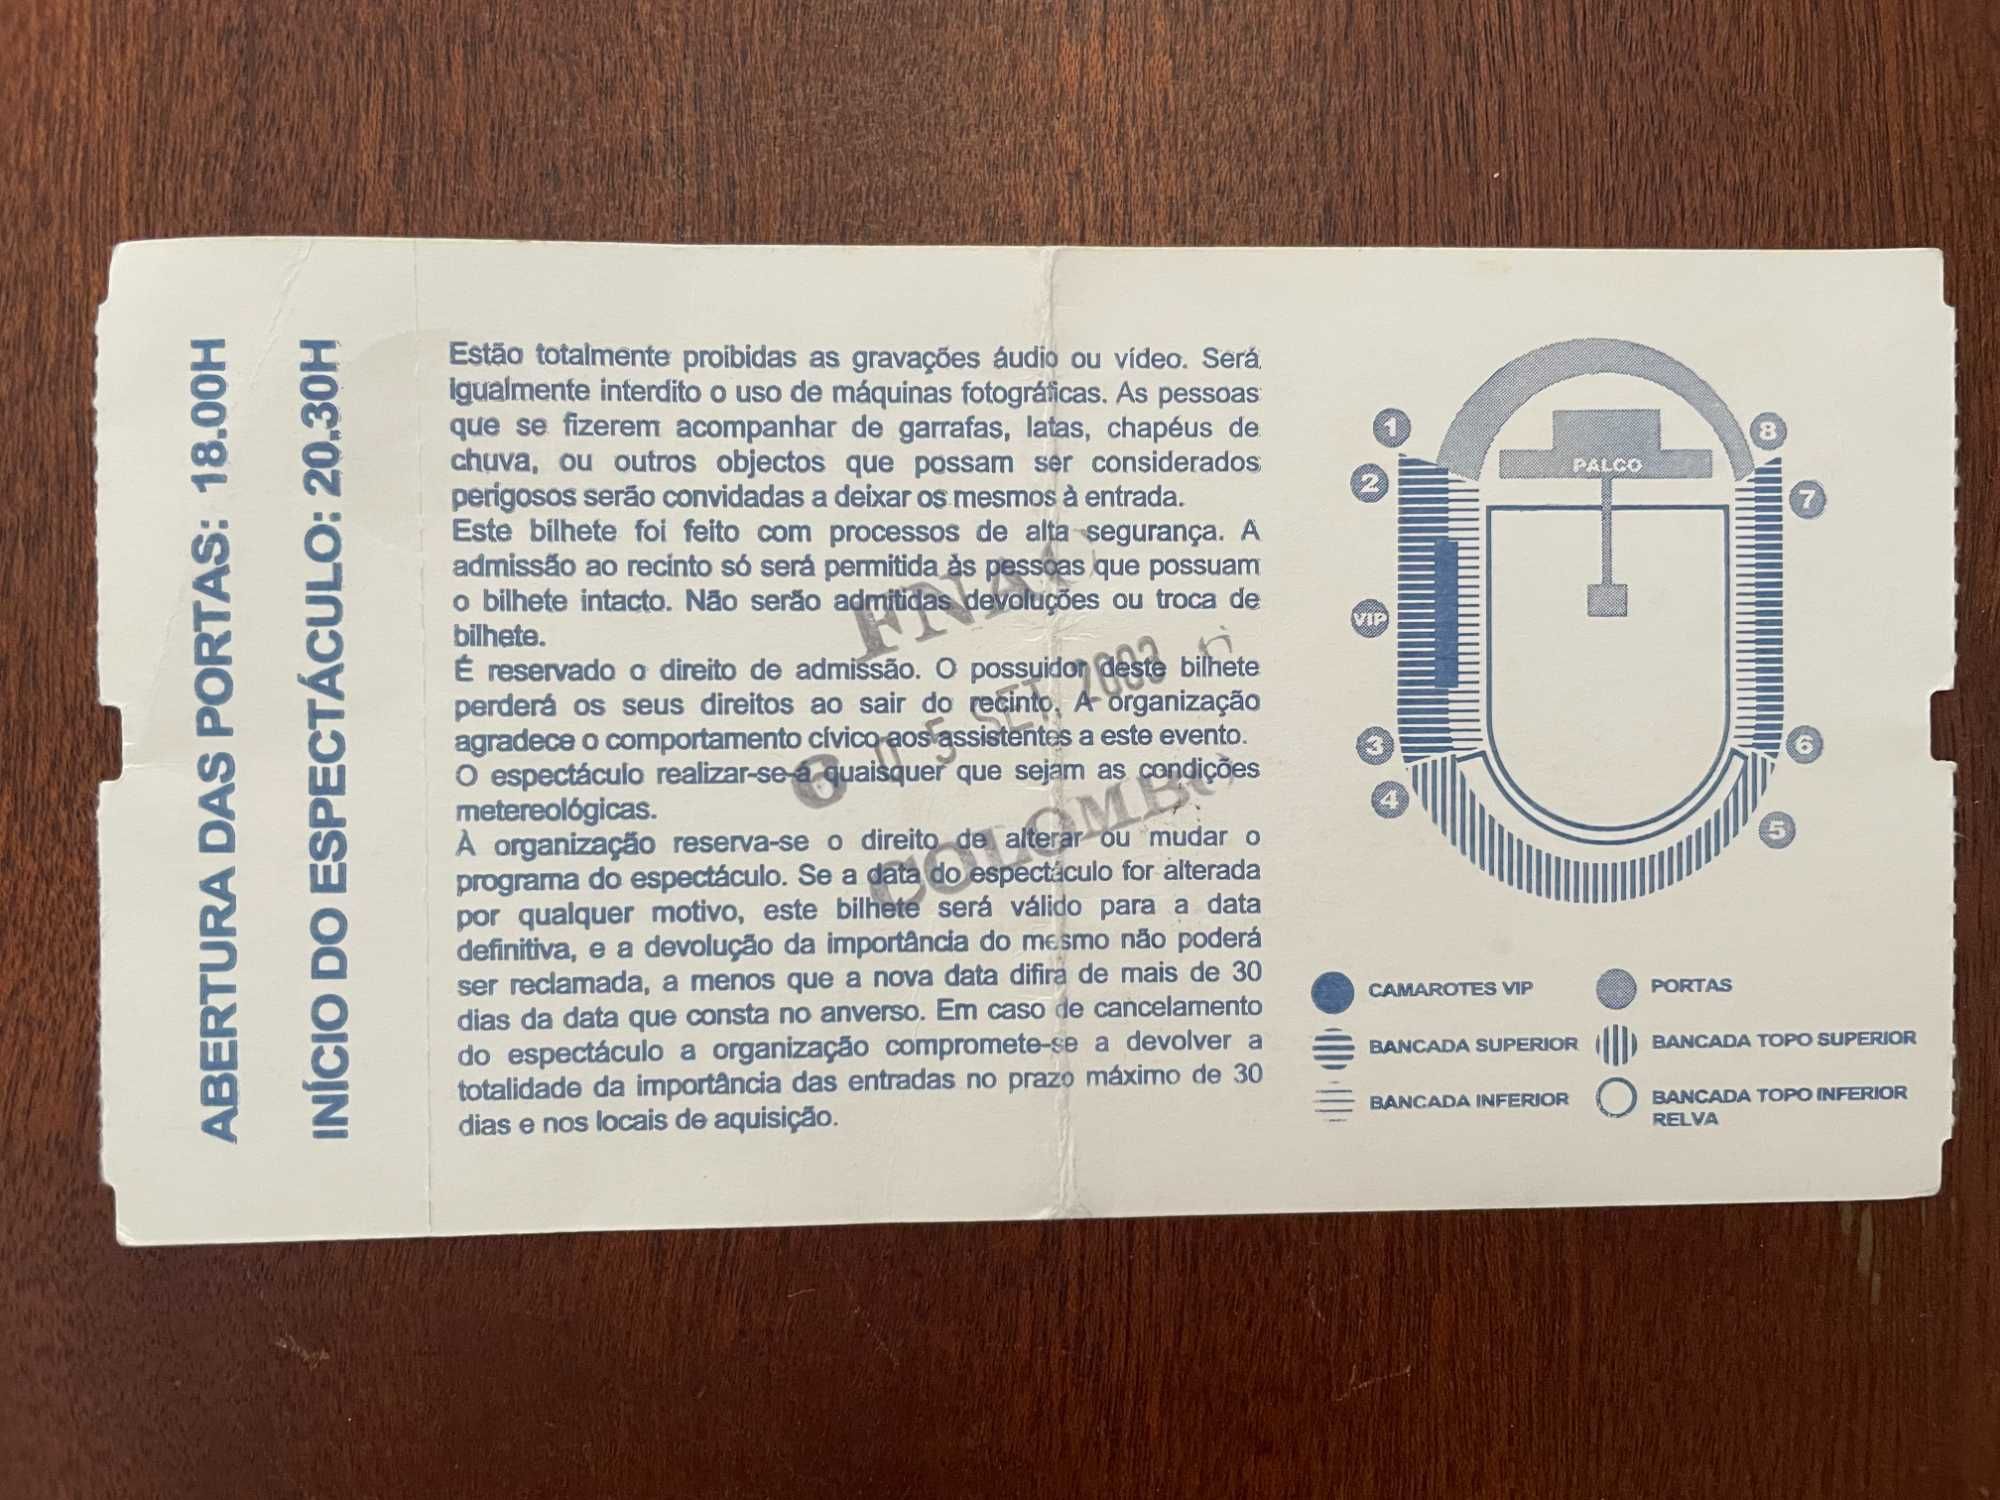 ABERTURA DAS PORTAS: 18.00H
INÍCIO DO ESPECTÁCULO: 20.30H
Estão totalmente proibidas as gravações áudio ou vídeo. Será
igualmente interdito o uso de máquinas fotográficas. As pessoas
que se fizerem acompanhar de garrafas, latas, chapéus de
chuva, ou outros objectos que possam ser considerados
perigosos serão convidadas a deixar os mesmos à entrada.
Este bilhete foi feito com processos de alta segurança. A
admissão ao recinto só será permitida às pessoas que possuam
o bilhete intacto. Não serão admitidas devoluções ou troca de
bilhete.
É reservado o direito de admissão. O possuidor deste bilhete
perderá os seus direitos ao sair do recinto. A organização
agradece o comportamento cívico aos assistentes a este evento.
O espectáculo realizar-se-á quaisquer que sejam as condições
metereológicas.
À organização reserva-se o direito de alterar ou mudar o
programa do espectáculo. Se a data do espectáculo for alterada
por qualquer motivo, este bilhete será válido para a data
definitiva, e a devolução da importância do mesmo não poderá
ser reclamada, a menos que a nova data difira de mais de 30
dias da data que consta no anverso. Em caso de cancelamento
do espectáculo a organização compromete-se a devolver a
totalidade da importância das entradas no prazo máximo de 30
dias e nos locais de aquisição.
FNAC
6 05 SET 2003
COLOMBO
PALCO
1
2
VIP
3
4
8
7
6
5
CAMAROTES VIP
BANCADA SUPERIOR
BANCADA INFERIOR
PORTAS
BANCADA TOPO SUPERIOR
BANCADA TOPO INFERIOR
RELVA